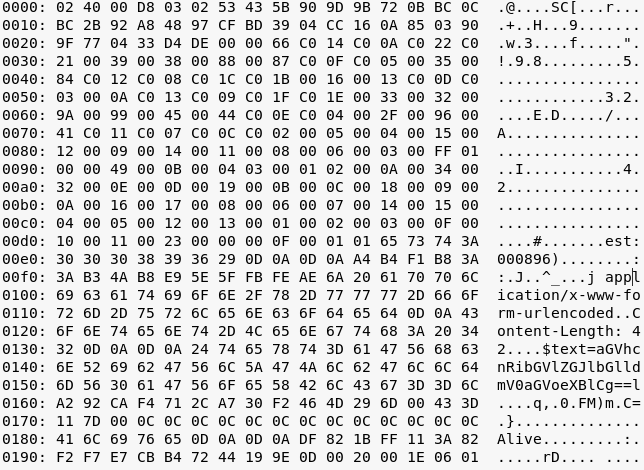 0000: 02 40 00 D8 03 02 53 43 5B 90 9D 9B 72 0B BC 0C .@....SC[...r...
0010: BC 2B 92 A8 48 97 CF BD 39 04 CC 16 0A 85 03 90 .+..H...9.......
0020: 9F 77 04 33 D4 DE 00 00 66 C0 14 C0 0A C0 22 C0 .w.3....f.....".
0030: 21 00 39 00 38 00 88 00 87 C0 0F C0 05 00 35 00 !.9.8.........5.
0040: 84 C0 12 C0 08 C0 1C C0 1B 00 16 00 13 C0 0D C0 ................
0050: 03 00 0A C0 13 C0 09 C0 1F C0 1E 00 33 00 32 00 ............3.2.
0060: 9A 00 99 00 45 00 44 C0 0E C0 04 00 2F 00 96 00 ....E.D...../...
0070: 41 C0 11 C0 07 C0 0C C0 02 00 05 00 04 00 15 00 A...............
0080: 12 00 09 00 14 00 11 00 08 00 06 00 03 00 FF 01 ................
0090: 00 00 49 00 0B 00 04 03 00 01 02 00 0A 00 34 00 ..I...........4.
00a0: 32 00 0E 00 0D 00 19 00 0B 00 0C 00 18 00 09 00 2...............
00b0: 0A 00 16 00 17 00 08 00 06 00 07 00 14 00 15 00 ................
00c0: 04 00 05 00 12 00 13 00 01 00 02 00 03 00 0F 00 ................
00d0: 10 00 11 00 23 00 00 00 0F 00 01 01 65 73 74 3A ....#.......est:
00e0: 30 30 30 38 39 36 29 0D 0A 0D 0A A4 B4 F1 B8 3A 000896)........:
00f0: 3A B3 4A B8 E9 5E 5F FB FE AE 6A 20 61 70 70 6C :.J..^_...j appl
0100: 69 63 61 74 69 6F 6E 2F 78 2D 77 77 77 2D 66 6F ication/x-www-fo
0110: 72 6D 2D 75 72 6C 65 6E 63 6F 64 65 64 0D 0A 43 rm-urlencoded..C
0120: 6F 6E 74 65 6E 74 2D 4C 65 6E 67 74 68 3A 20 34 ontent-Length: 4
0130: 32 0D 0A 0D 0A 24 74 65 78 74 3D 61 47 56 68 63 2....$text=aGVhc
0140: 6E 52 69 62 47 56 6C 5A 47 4A 6C 62 47 6C 6C 64 nRibGVlZGJlbGlld
0150: 6D 56 30 61 47 56 6F 65 58 42 6C 43 67 3D 3D 6C mV0aGVoeXBlCg==l
0160: A2 92 CA F4 71 2C A7 30 F2 46 4D 29 6D 00 43 3D ....q,.0.FM)m.C=
0170: 11 7D 00 0C 0C 0C 0C 0C 0C 0C 0C 0C 0C 0C 0C 0C .}..............
0180: 41 6C 69 76 65 0D 0A 0D 0A DF 82 1B FF 11 3A 82 Alive.........:.
0190: F2 F7 E7 CB B4 72 44 19 9E 0D 00 20 00 1E 06 01 .....rD.... ....